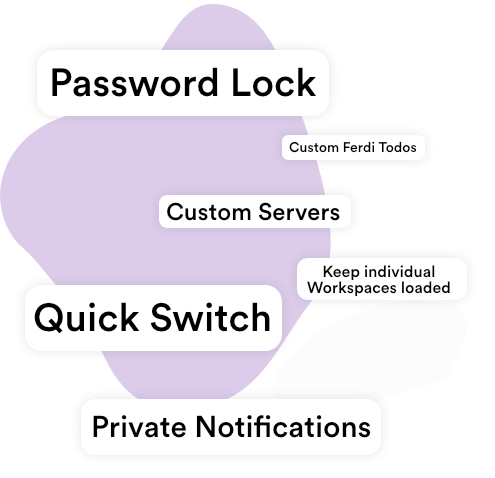 Password Lock
Custom Ferdi Todos
Custom Servers
Keep individual
Workspaces loaded
Quick Switch
Private Notifications